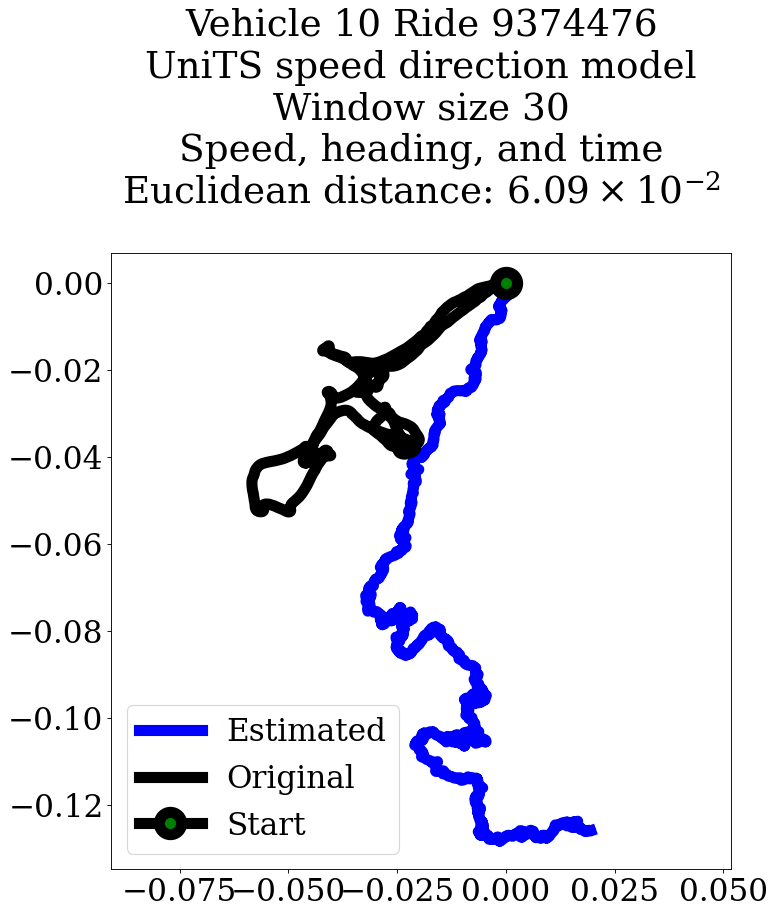 Vehicle 10 Ride 9374476
UniTS speed direction model
Window size 30
Speed, heading, and time
Euclidean distance: 6.09 × 10⁻²
0.00
−0.02
−0.04
−0.06
−0.08
−0.10
−0.12
Estimated
Original
Start
−0.075 −0.050 −0.025 0.000 0.025 0.050